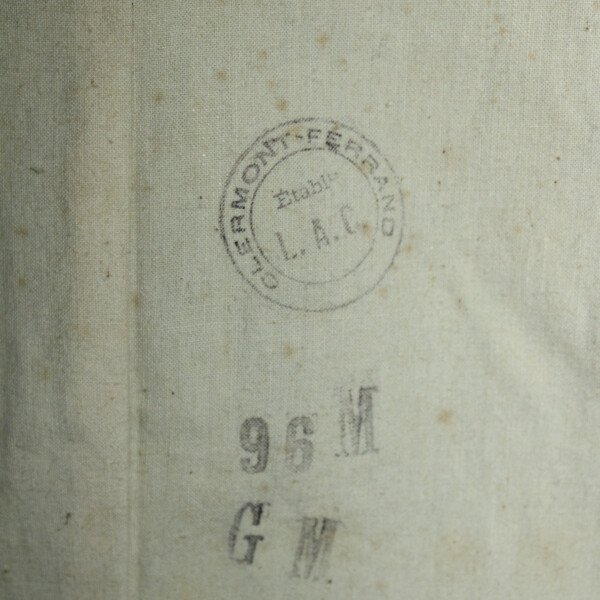 CLERMONT-FERRAND
Établts
L. A. C.
96 M
G M